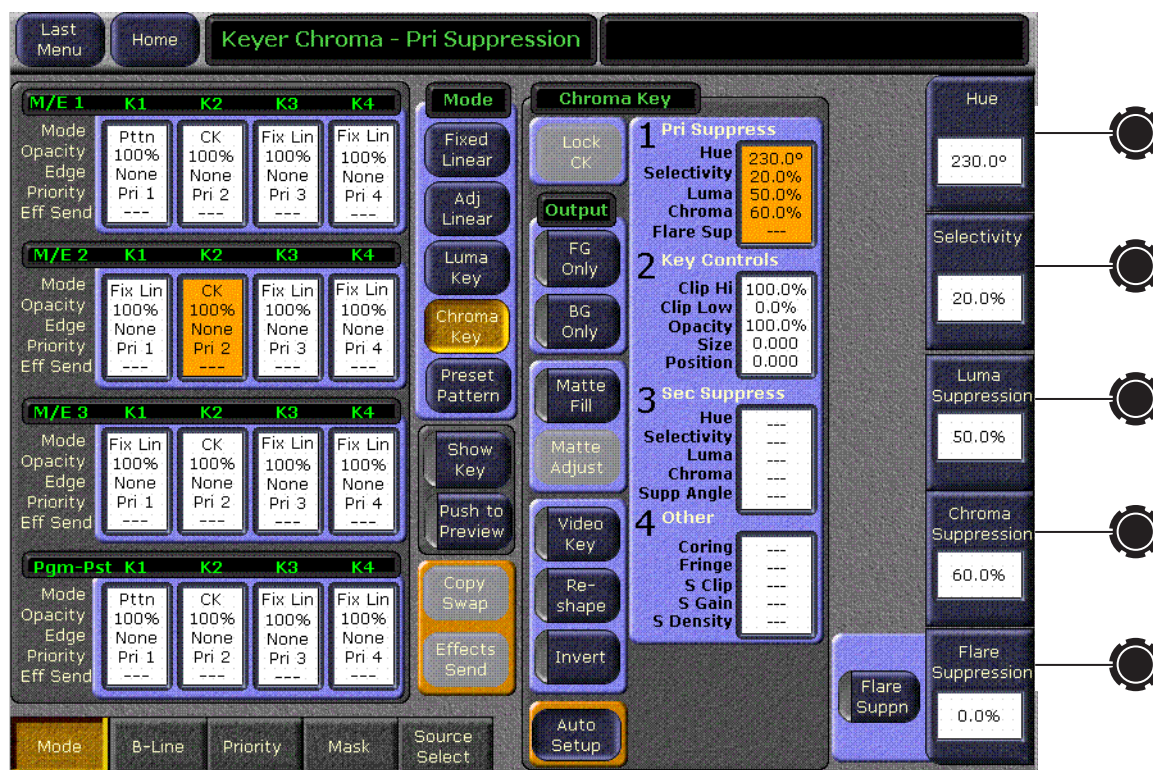 Last
Menu
Home
Keyer Chroma - Pri Suppression
M/E 1 K1 K2 K3 K4
Mode Pttn CK Fix Lin Fix Lin
Opacity 100% 100% 100% 100%
Edge None None None None
Priority Pri 1 Pri 2 Pri 3 Pri 4
Eff Send --- --- --- ---
M/E 2 K1 K2 K3 K4
Mode Fix Lin CK Fix Lin Fix Lin
Opacity 100% 100% 100% 100%
Edge None None None None
Priority Pri 1 Pri 2 Pri 3 Pri 4
Eff Send --- --- --- ---
M/E 3 K1 K2 K3 K4
Mode Fix Lin CK Fix Lin Fix Lin
Opacity 100% 100% 100% 100%
Edge None None None None
Priority Pri 1 Pri 2 Pri 3 Pri 4
Eff Send --- --- --- ---
Pgm-Pst K1 K2 K3 K4
Mode Pttn CK Fix Lin Fix Lin
Opacity 100% 100% 100% 100%
Edge None None None None
Priority Pri 1 Pri 2 Pri 3 Pri 4
Eff Send --- --- --- ---
Mode
Fixed
Linear
Adj
Linear
Luma
Key
Chroma
Key
Preset
Pattern
Show
Key
Push to
Preview
Copy
Swap
Effects
Send
Chroma Key
Lock
CK
Output
FG
Only
BG
Only
Matte
Fill
Matte
Adjust
Video
Key
Re-
shape
Invert
Auto
Setup
1 Pri Suppress
Hue 230.0º
Selectivity 20.0%
Luma 50.0%
Chroma 60.0%
Flare Sup ---
2 Key Controls
Clip Hi 100.0%
Clip Low 0.0%
Opacity 100.0%
Size 0.000
Position 0.000
3 Sec Suppress
Hue ---
Selectivity ---
Luma ---
Chroma ---
Supp Angle ---
4 Other
Coring ---
Fringe ---
S Clip ---
S Gain ---
S Density ---
Flare
Suppn
Hue
230.0º
Selectivity
20.0%
Luma
Suppression
50.0%
Chroma
Suppression
60.0%
Flare
Suppression
0.0%
Mode
B-Line
Priority
Mask
Source
Select